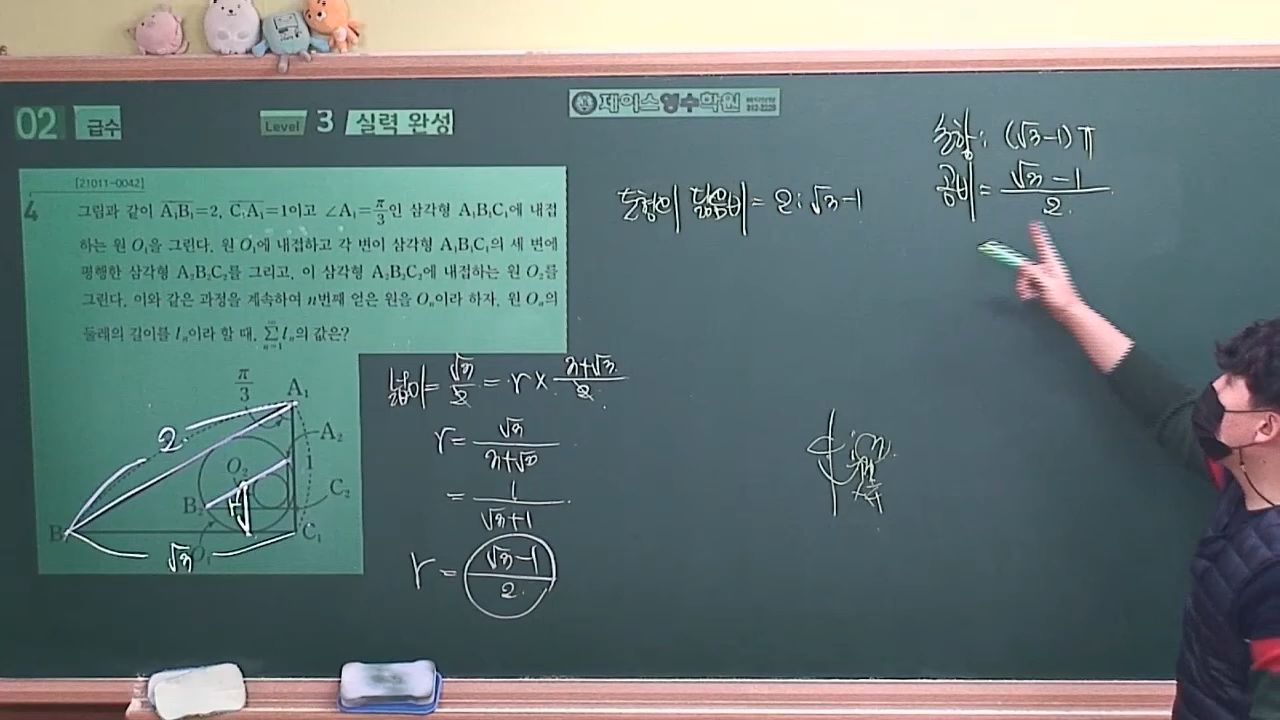 02 급수
Level 3 실력 완성
제이스영수학원
[21011-0042]
4 그림과 같이 A₁B₁=2, C₁A₁=1이고 ∠A₁=π/3인 삼각형 A₁B₁C₁에 내접
하는 원 O₁을 그린다. 원 O₁에 내접하고 각 변이 삼각형 A₁B₁C₁의 세 변에
평행한 삼각형 A₂B₂C₂를 그리고, 이 삼각형 A₂B₂C₂에 내접하는 원 O₂를
그린다. 이와 같은 과정을 계속하여 n번째 얻은 원을 Oₙ이라 하자. 원 Oₙ의
둘레의 길이를 lₙ이라 할 때, ∑lₙ의 값은?
π/3
A₁
2
A₂
O₂
1
B₂
C₂
B
C₁
O₁
√3
넓이 = √3/2 = r × (3+√3)/2
r = √3/(3+√3)
= 1/(√3+1)
r = (√3-1)/2
도형의 닮음비 = 2 : √3-1
초항 : (√3-1)π
공비 = (√3-1)/2